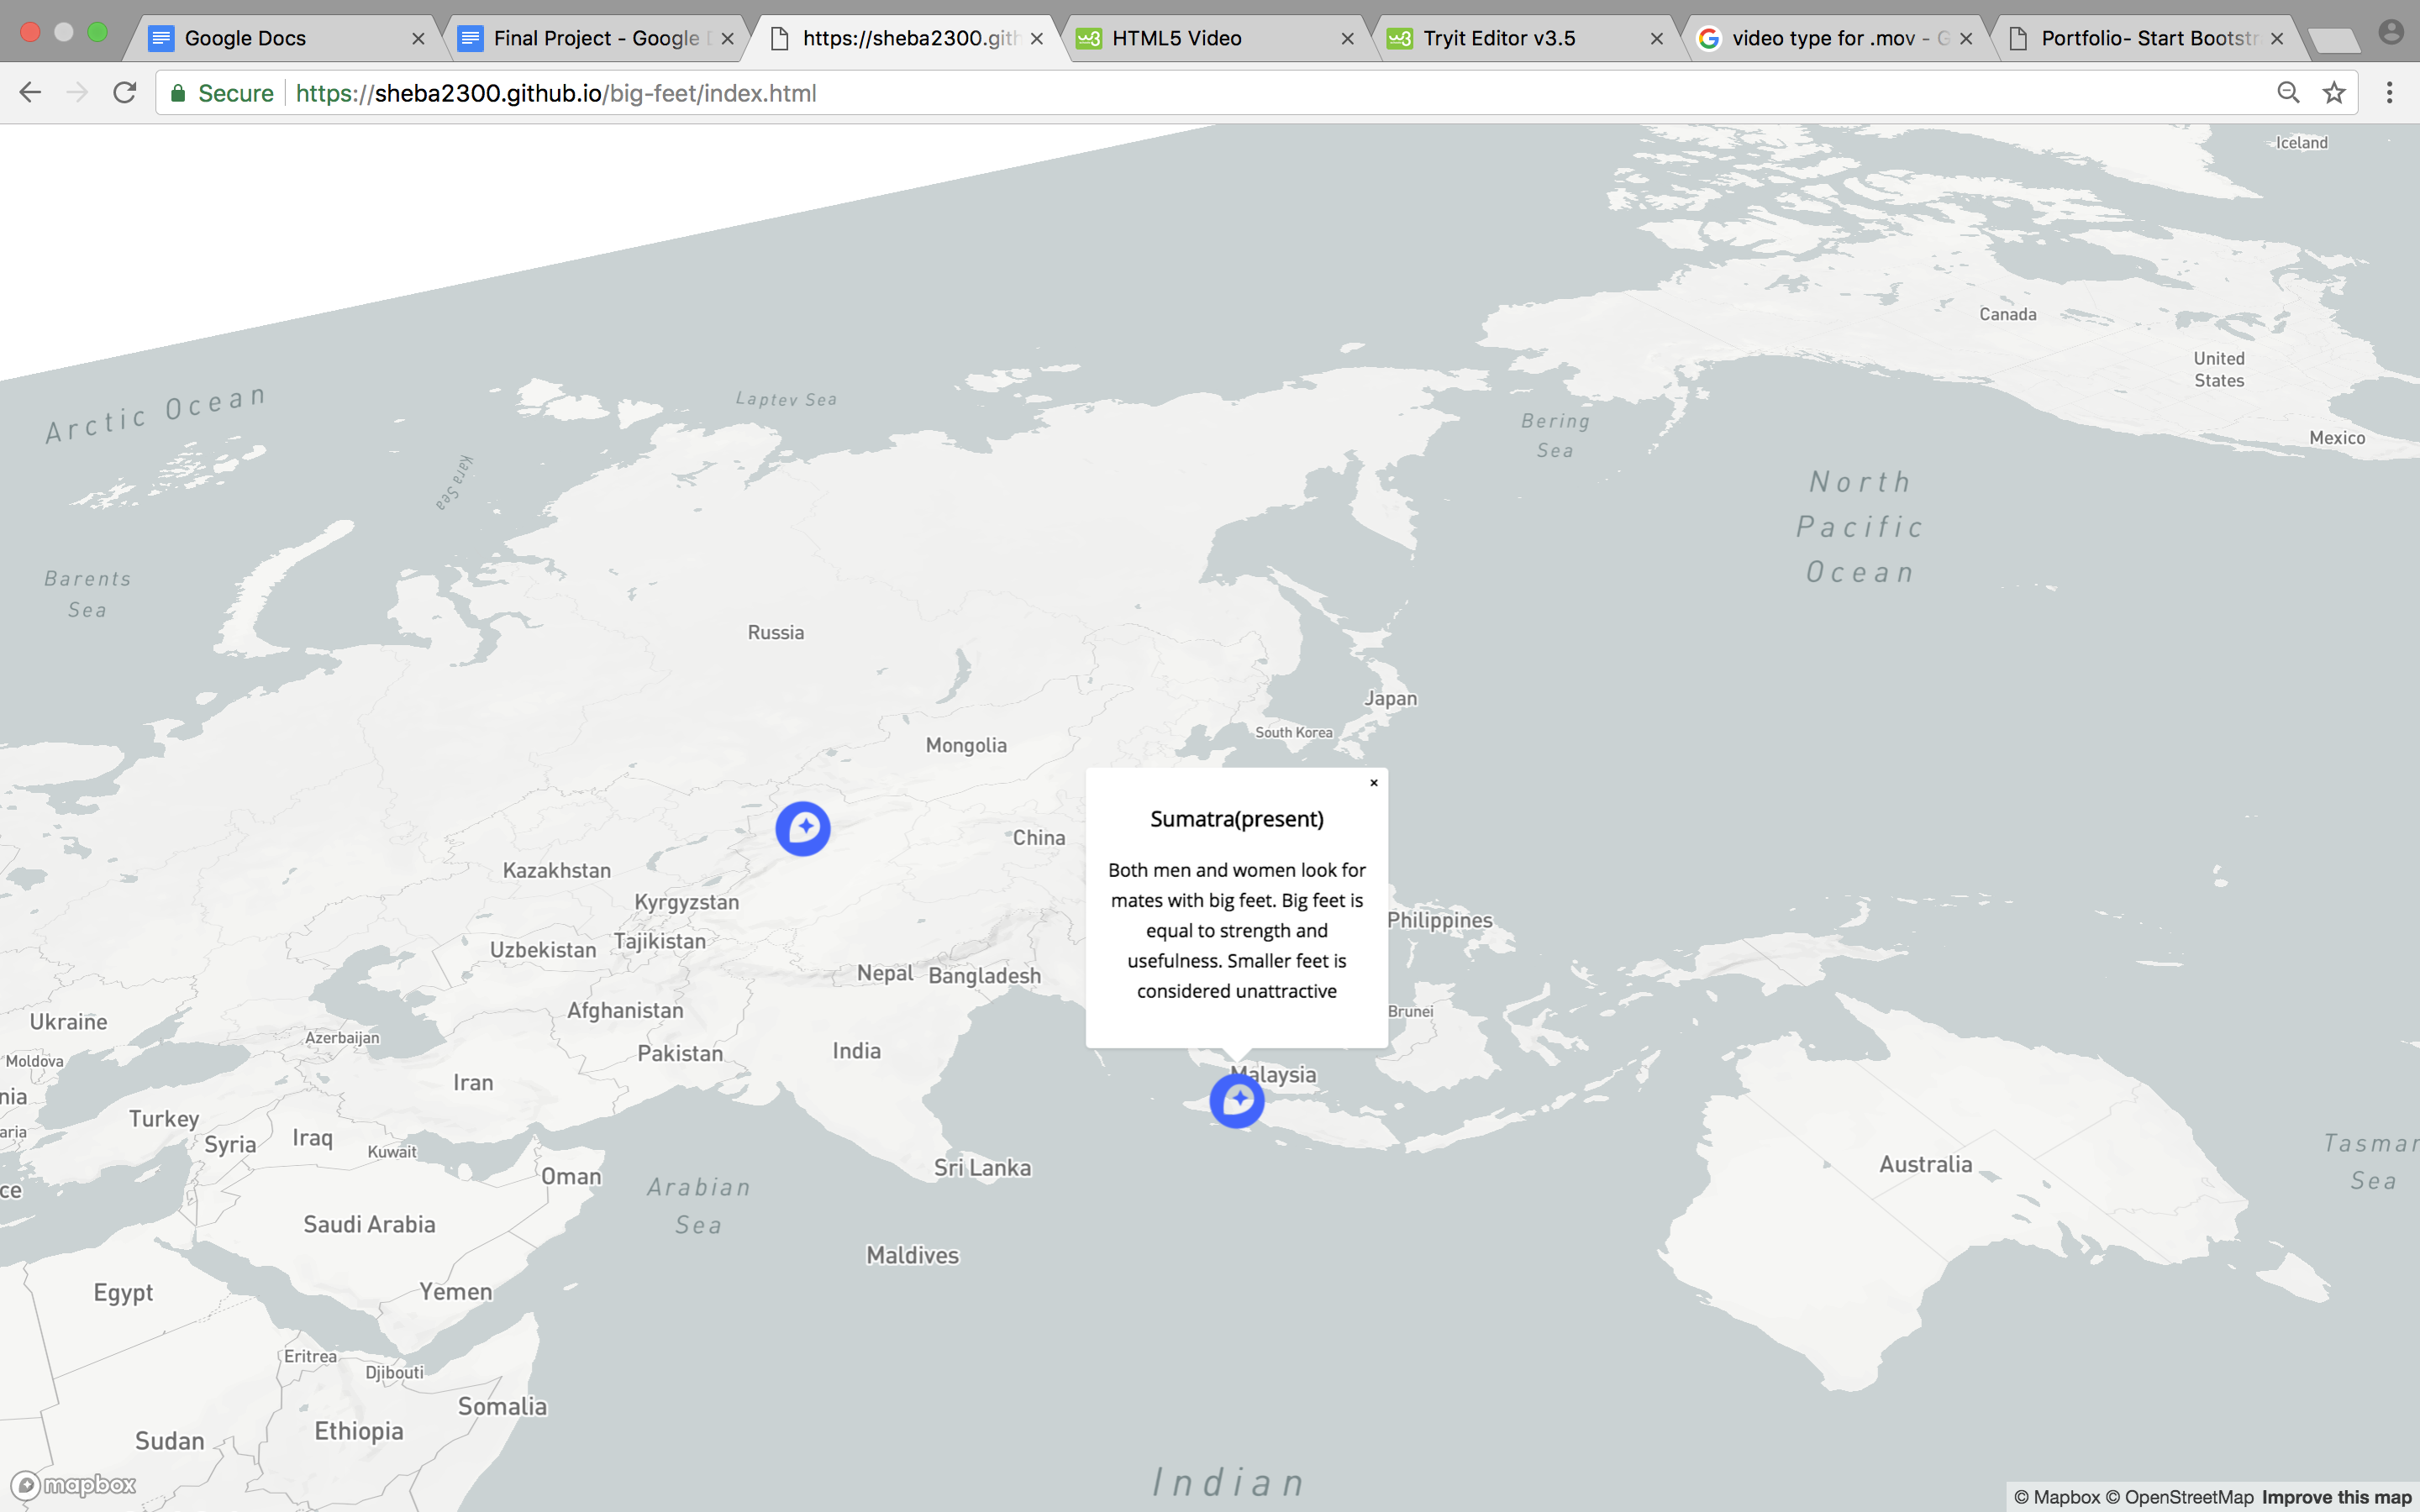 Google Docs
Final Project - Google D
https://sheba2300.gith
HTML5 Video
Tryit Editor v3.5
video type for .mov - G
Portfolio- Start Bootstr
Secure
https://sheba2300.github.io/big-feet/index.html
Iceland
Canada
United
States
Mexico
Arctic Ocean
Laptev Sea
Bering
Sea
Kara Sea
North
Pacific
Ocean
Barents
Sea
Russia
Japan
South Korea
Mongolia
Sumatra(present)
Both men and women look for
mates with big feet. Big feet is
equal to strength and
usefulness. Smaller feet is
considered unattractive
China
Kazakhstan
Kyrgyzstan
Philippines
Uzbekistan
Tajikistan
Nepal
Bangladesh
Afghanistan
Brunei
Ukraine
Azerbaijan
Moldova
Pakistan
India
Iran
Malaysia
nia
Turkey
aria
Syria
Iraq
Kuwait
Oman
Sri Lanka
Australia
Tasman
Sea
ce
Arabian
Sea
Saudi Arabia
Maldives
Egypt
Yemen
Eritrea
Djibouti
Somalia
Ethiopia
Sudan
Indian
mapbox
© Mapbox © OpenStreetMap Improve this map